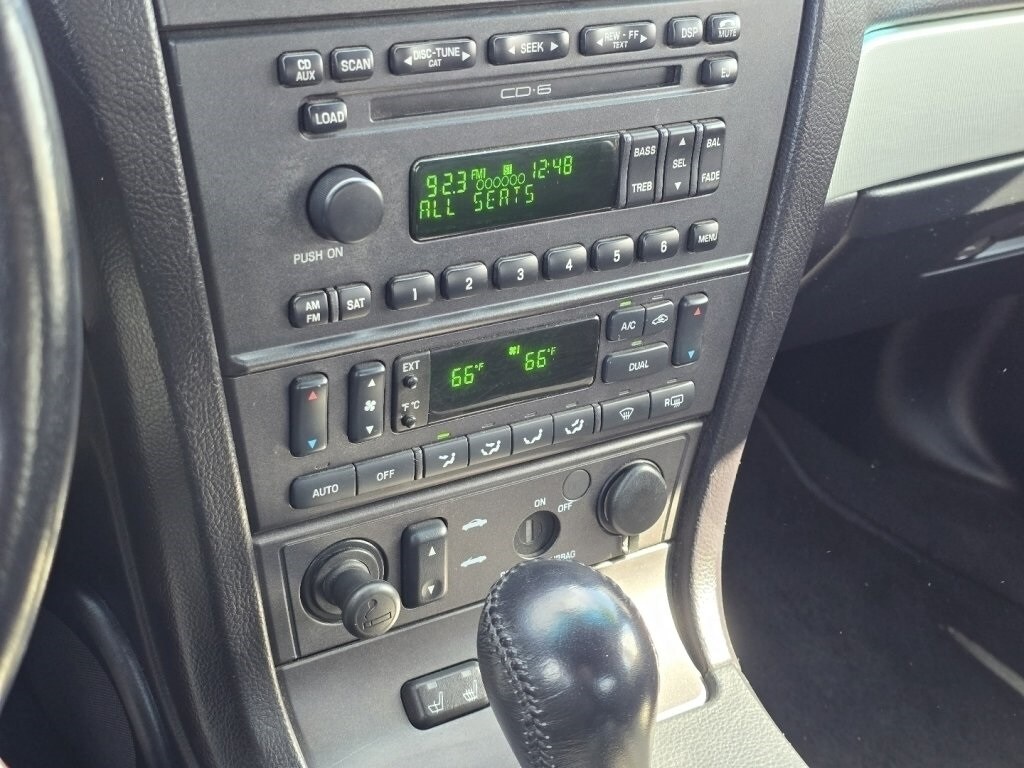 CD AUX SCAN DISC-TUNE CAT SEEK REW - FF TEXT DSP MUTE
LOAD CD·6
92.3 FM1 12:48
ALL SEATS
BASS SEL BAL
TREB FADE
PUSH ON
1 2 3 4 5 6 MENU
AM FM SAT
EXT 66°F 66°F A/C
°F °C DUAL
R
AUTO OFF
ON OFF